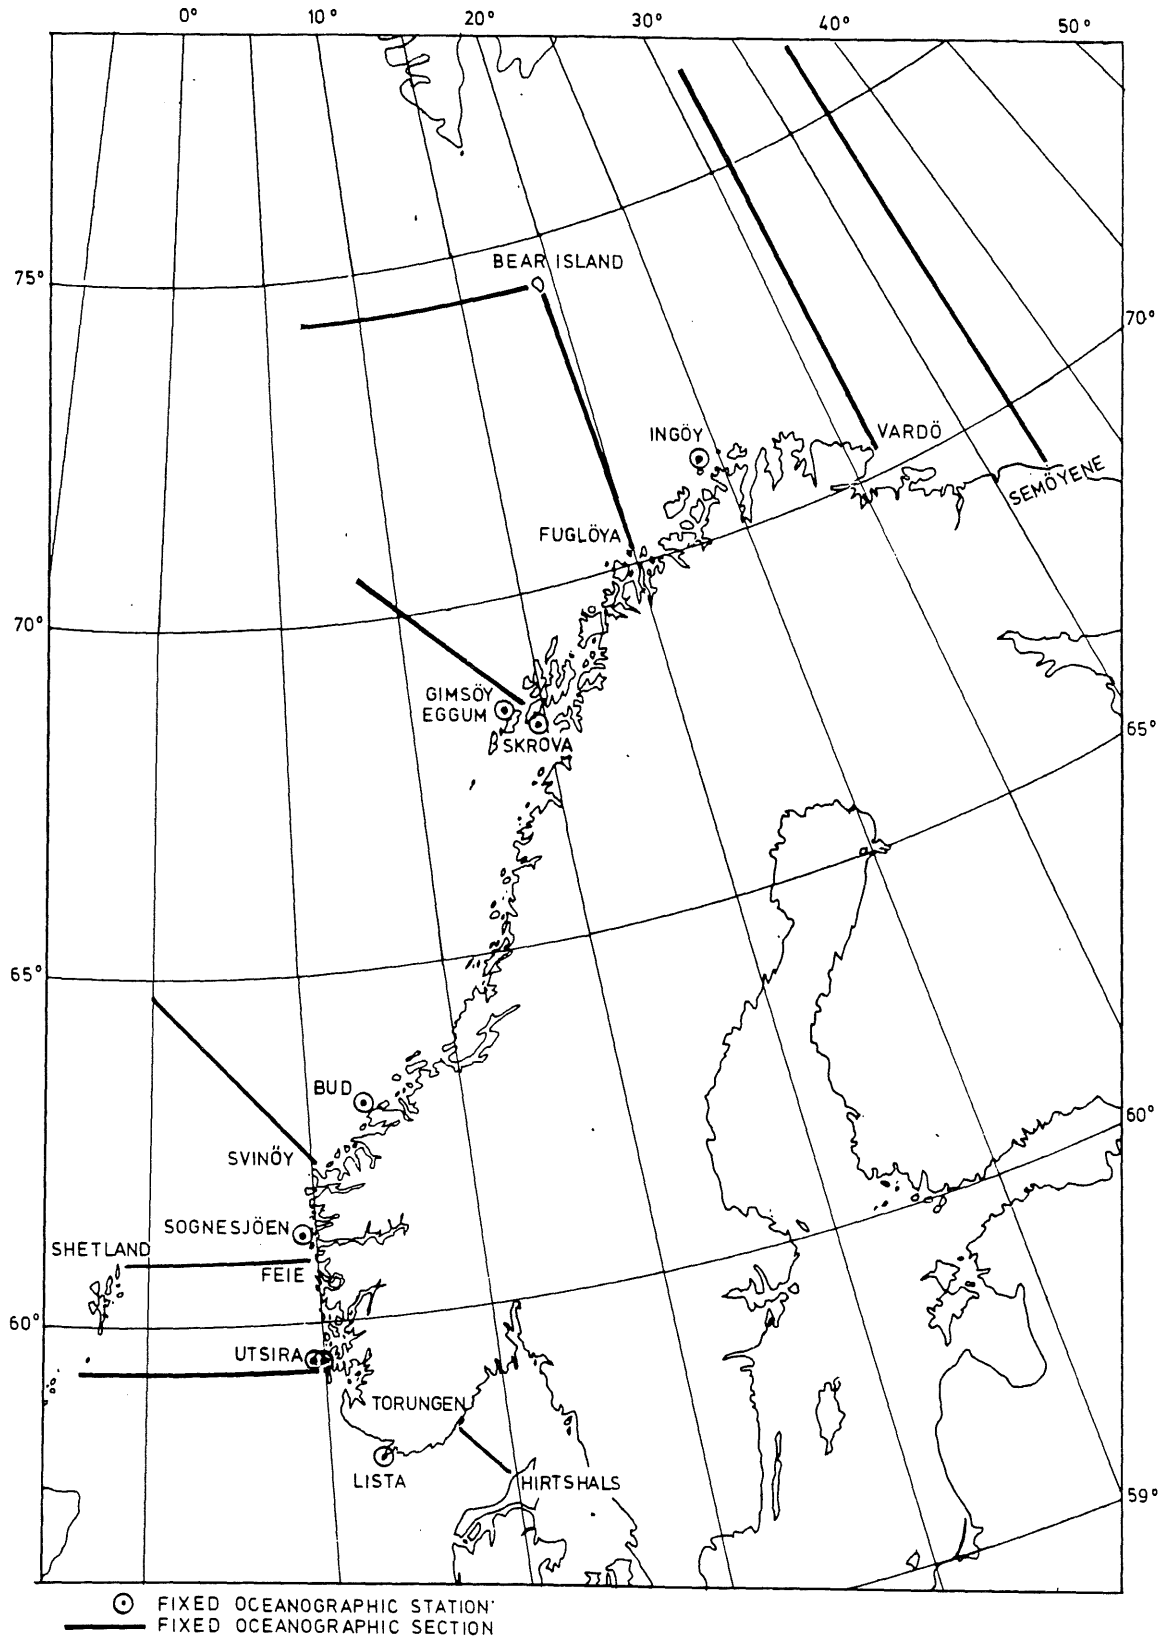 0° 10° 20° 30° 40° 50°
BEAR ISLAND
75°
70°
INGÖY
VARDÖ
SEMÖYENE
FUGLÖYA
70°
GIMSÖY
EGGUM
SKROVA
65°
65°
BUD
60°
SVINÖY
SOGNESJÖEN
SHETLAND
FEIE
60°
UTSIRA
TORUNGEN
LISTA
HIRTSHALS
59°
FIXED OCEANOGRAPHIC STATION
FIXED OCEANOGRAPHIC SECTION